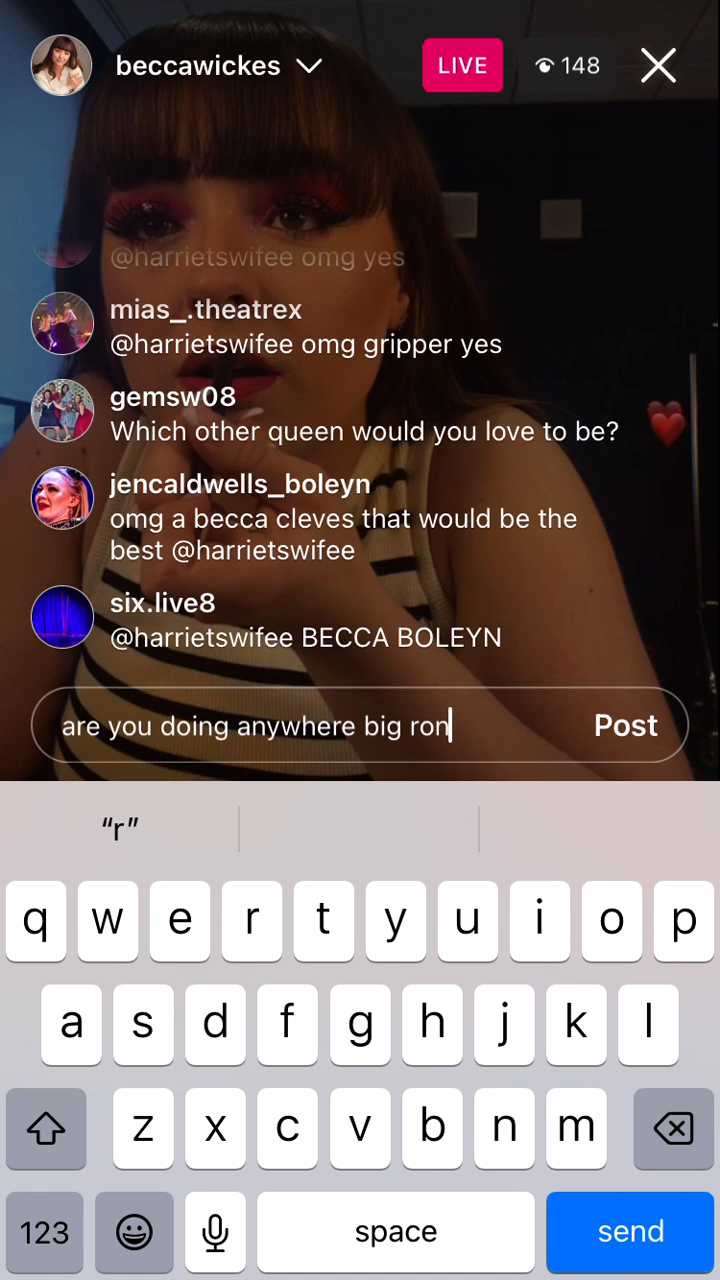 beccawickes
LIVE
148
@harrietswifee omg yes
mias_.theatrex
@harrietswifee omg gripper yes
gemsw08
Which other queen would you love to be?
jencaldwells_boleyn
omg a becca cleves that would be the
best @harrietswifee
six.live8
@harrietswifee BECCA BOLEYN
are you doing anywhere big ron
Post
“r”
q w e r t y u i o p
a s d f g h j k l
z x c v b n m
123 space send